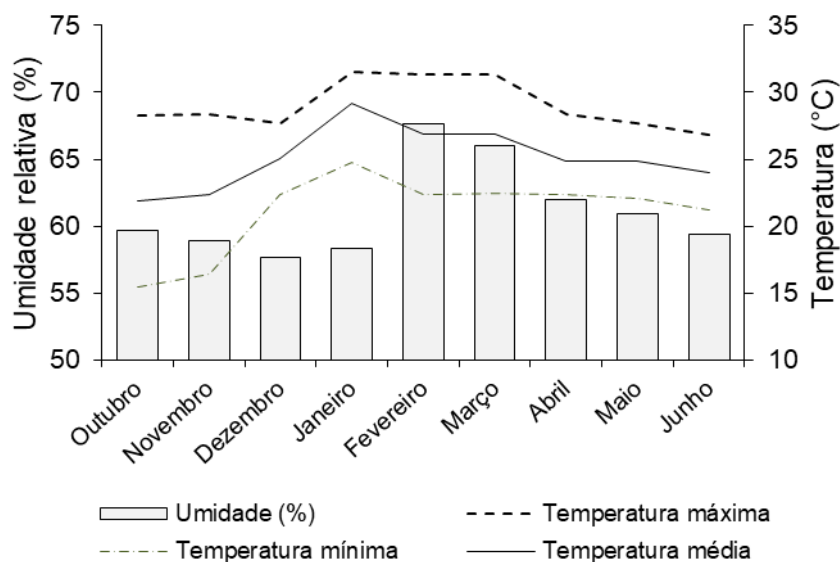 Umidade relativa (%)
75
70
65
60
55
50
Temperatura (°C)
35
30
25
20
15
10
Outubro
Novembro
Dezembro
Janeiro
Fevereiro
Março
Abril
Maio
Junho
Umidade (%)
Temperatura máxima
Temperatura mínima
Temperatura média